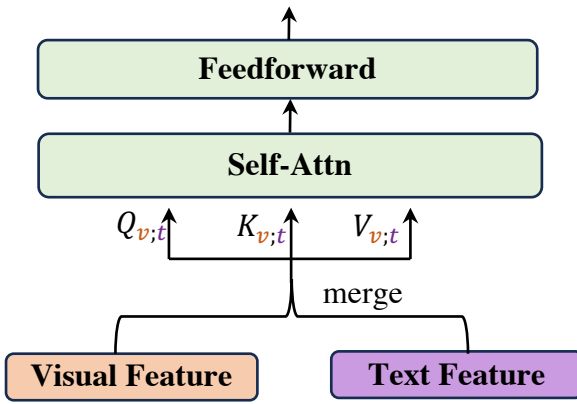 Feedforward
Self-Attn
Q_{v;t} K_{v;t} V_{v;t}
merge
Visual Feature Text Feature